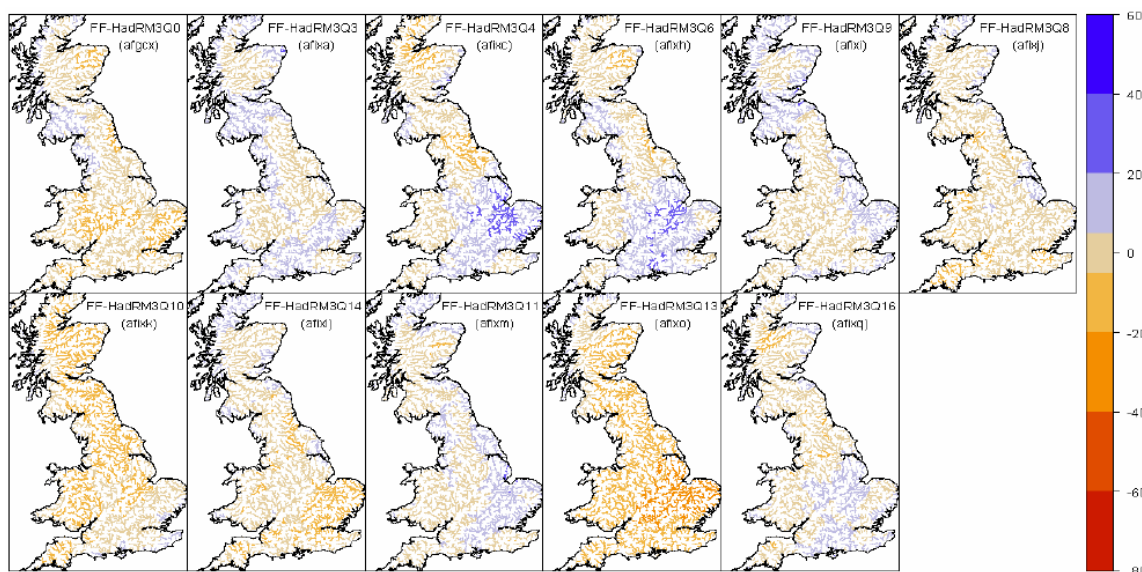 FF-HadRM3Q0
(afgcx)
FF-HadRM3Q3
(afixa)
FF-HadRM3Q4
(afixc)
FF-HadRM3Q6
(afixh)
FF-HadRM3Q9
(afixi)
FF-HadRM3Q8
(afixj)
FF-HadRM3Q10
(afixk)
FF-HadRM3Q14
(afixl)
FF-HadRM3Q11
(afixm)
FF-HadRM3Q13
(afixo)
FF-HadRM3Q16
(afixq)
60
40
20
0
-20
-40
-60
-80